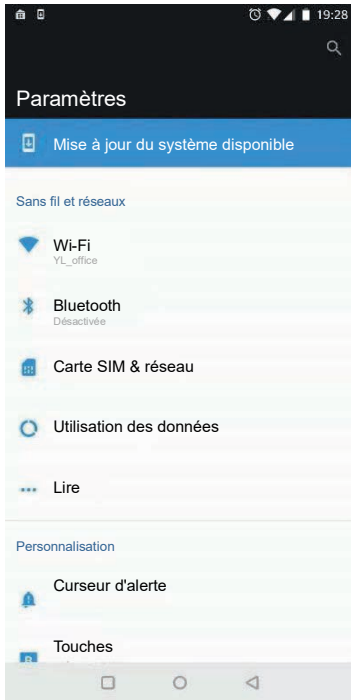 19:28
Paramètres
Mise à jour du système disponible
Sans fil et réseaux
Wi-Fi
YL_office
Bluetooth
Désactivée
Carte SIM & réseau
Utilisation des données
Lire
Personnalisation
Curseur d'alerte
Touches